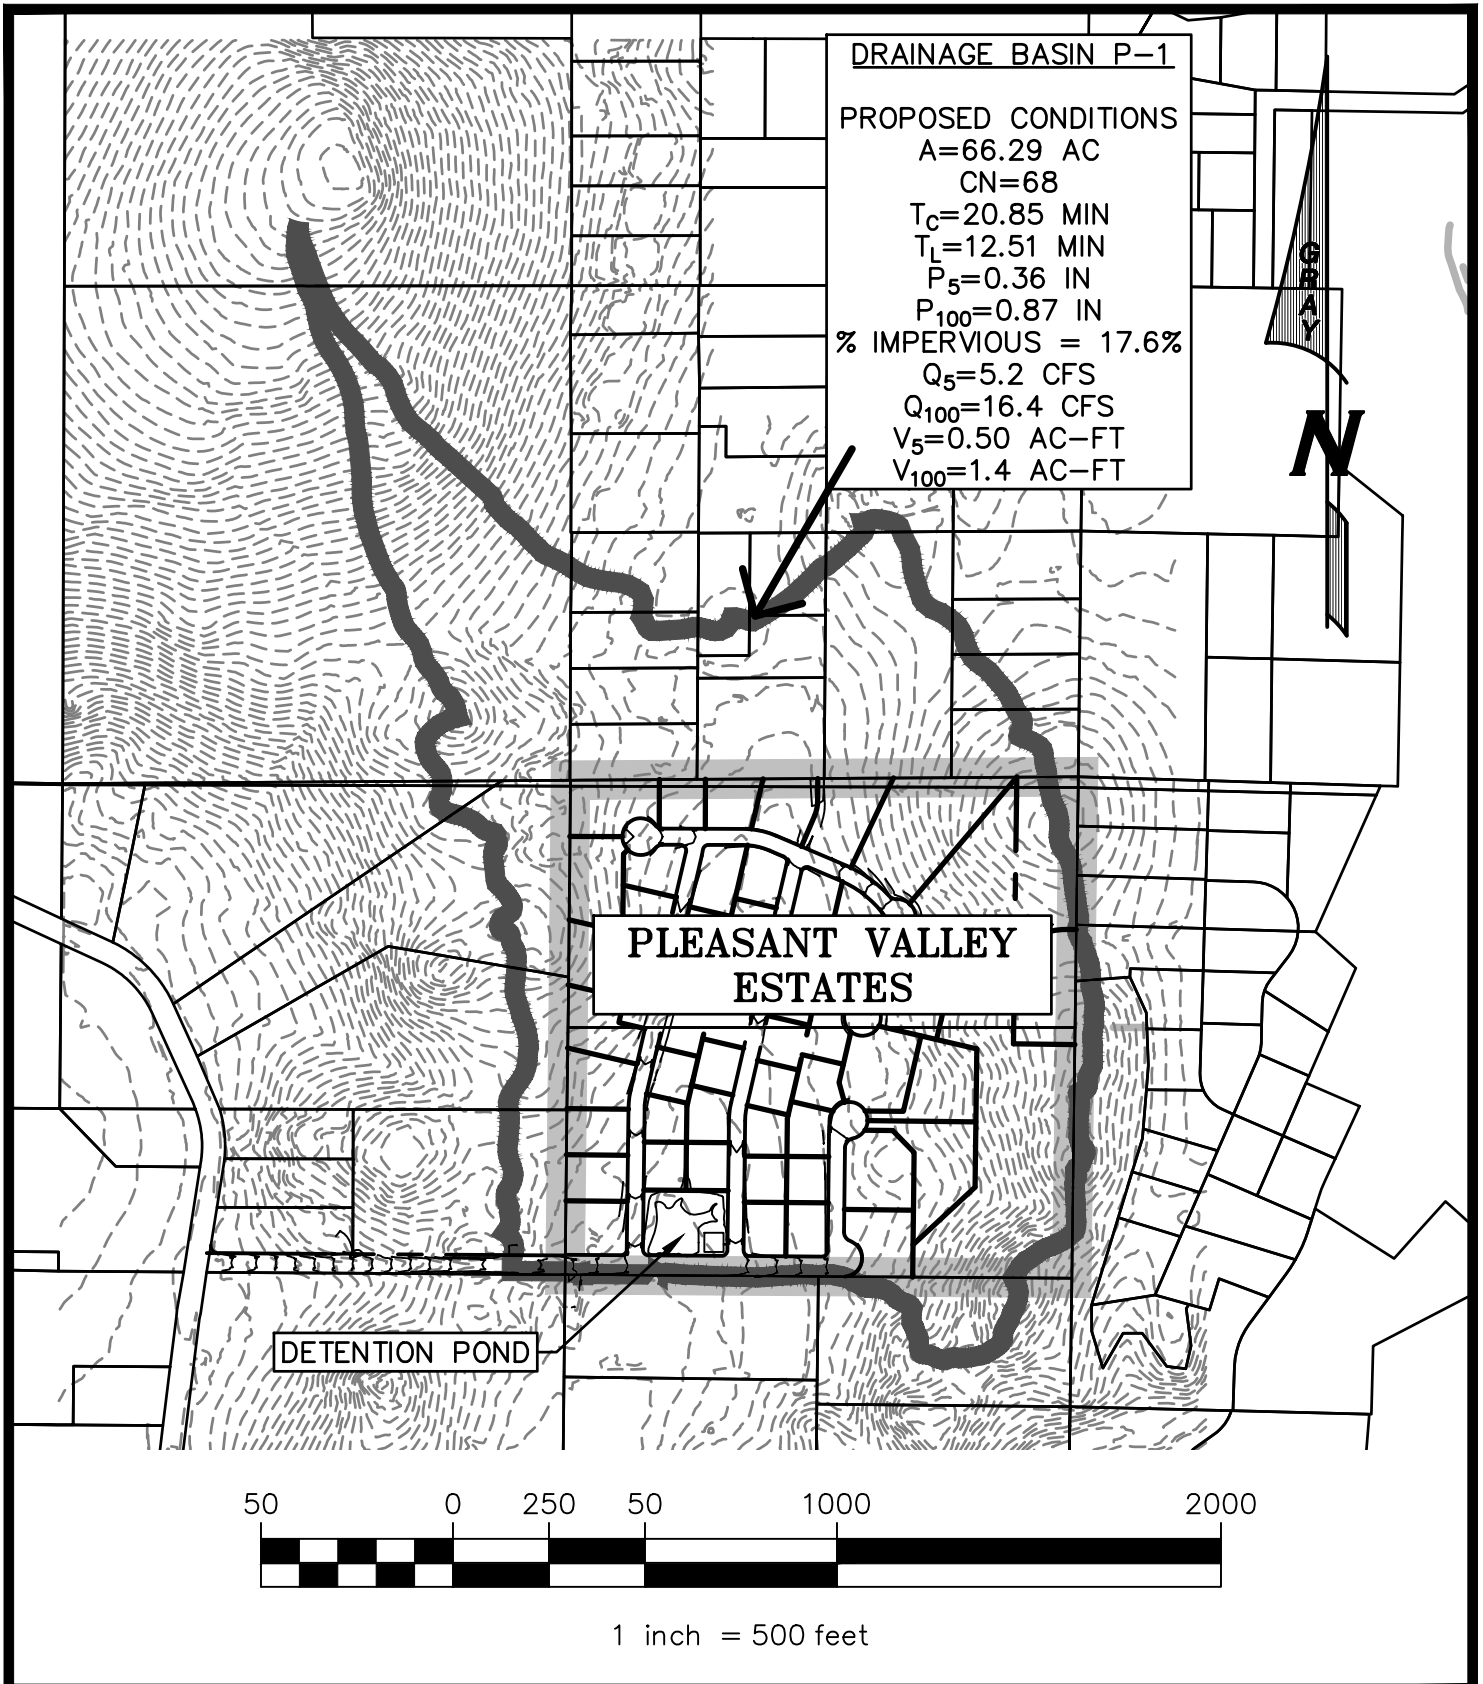 DRAINAGE BASIN P-1
PROPOSED CONDITIONS
A=66.29 AC
CN=68
TC=20.85 MIN
TL=12.51 MIN
P5=0.36 IN
P100=0.87 IN
% IMPERVIOUS = 17.6%
Q5=5.2 CFS
Q100=16.4 CFS
V5=0.50 AC-FT
V100=1.4 AC-FT
GRAY
N
PLEASANT VALLEY
ESTATES
DETENTION POND
50 0 250 50 1000 2000
1 inch = 500 feet